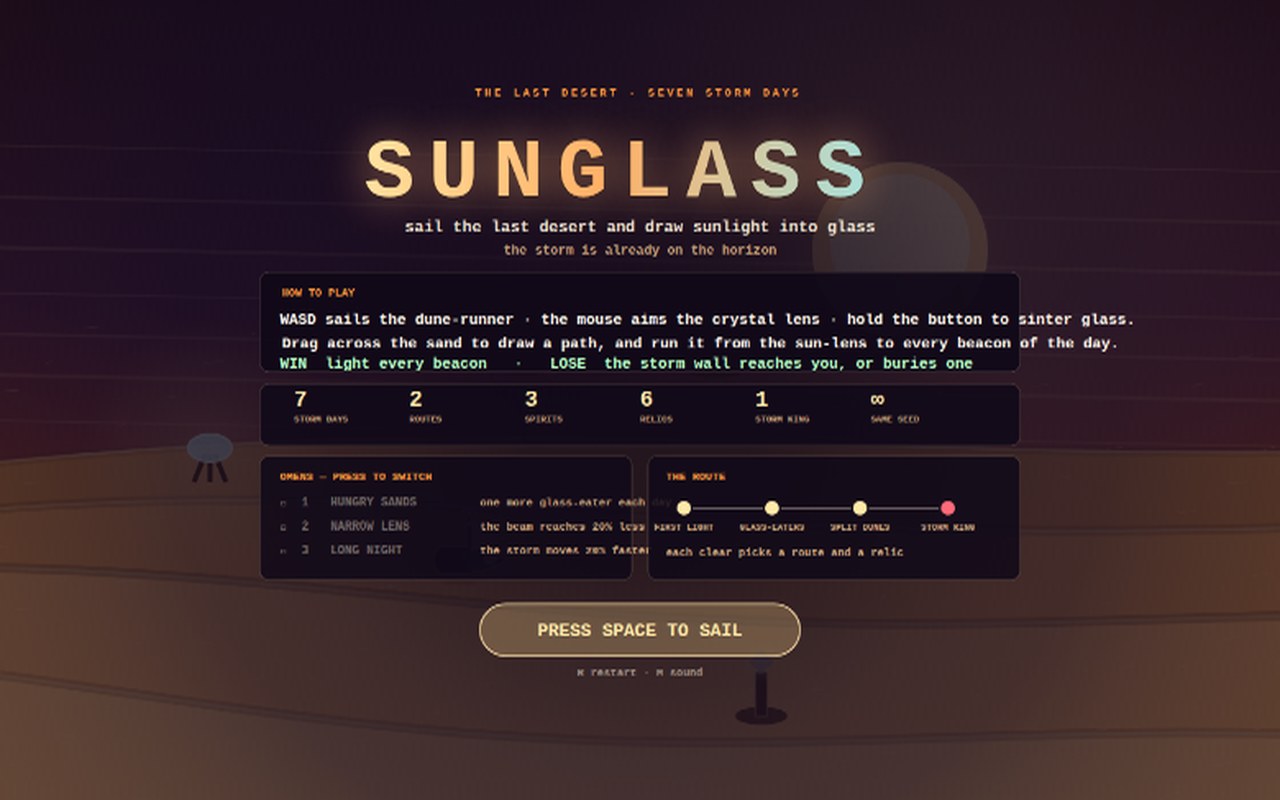 THE LAST DESERT · SEVEN STORM DAYS
SUNGLASS
sail the last desert and draw sunlight into glass
the storm is already on the horizon
HOW TO PLAY
WASD sails the dune-runner · the mouse aims the crystal lens · hold the button to sinter glass.
Drag across the sand to draw a path, and run it from the sun-lens to every beacon of the day.
WIN light every beacon · LOSE the storm wall reaches you, or buries one
7 2 3 6 1 ∞
STORM DAYS ROUTES SPIRITS RELICS STORM KING SAME SEED
OMENS — PRESS TO SWITCH
1 HUNGRY SANDS one more glass-eater each day
2 NARROW LENS the beam reaches 20% less
3 LONG NIGHT the storm moves 20% faster
THE ROUTE
FIRST LIGHT GLASS-EATERS SPLIT DUNES STORM KING
each clear picks a route and a relic
PRESS SPACE TO SAIL
R restart · M sound